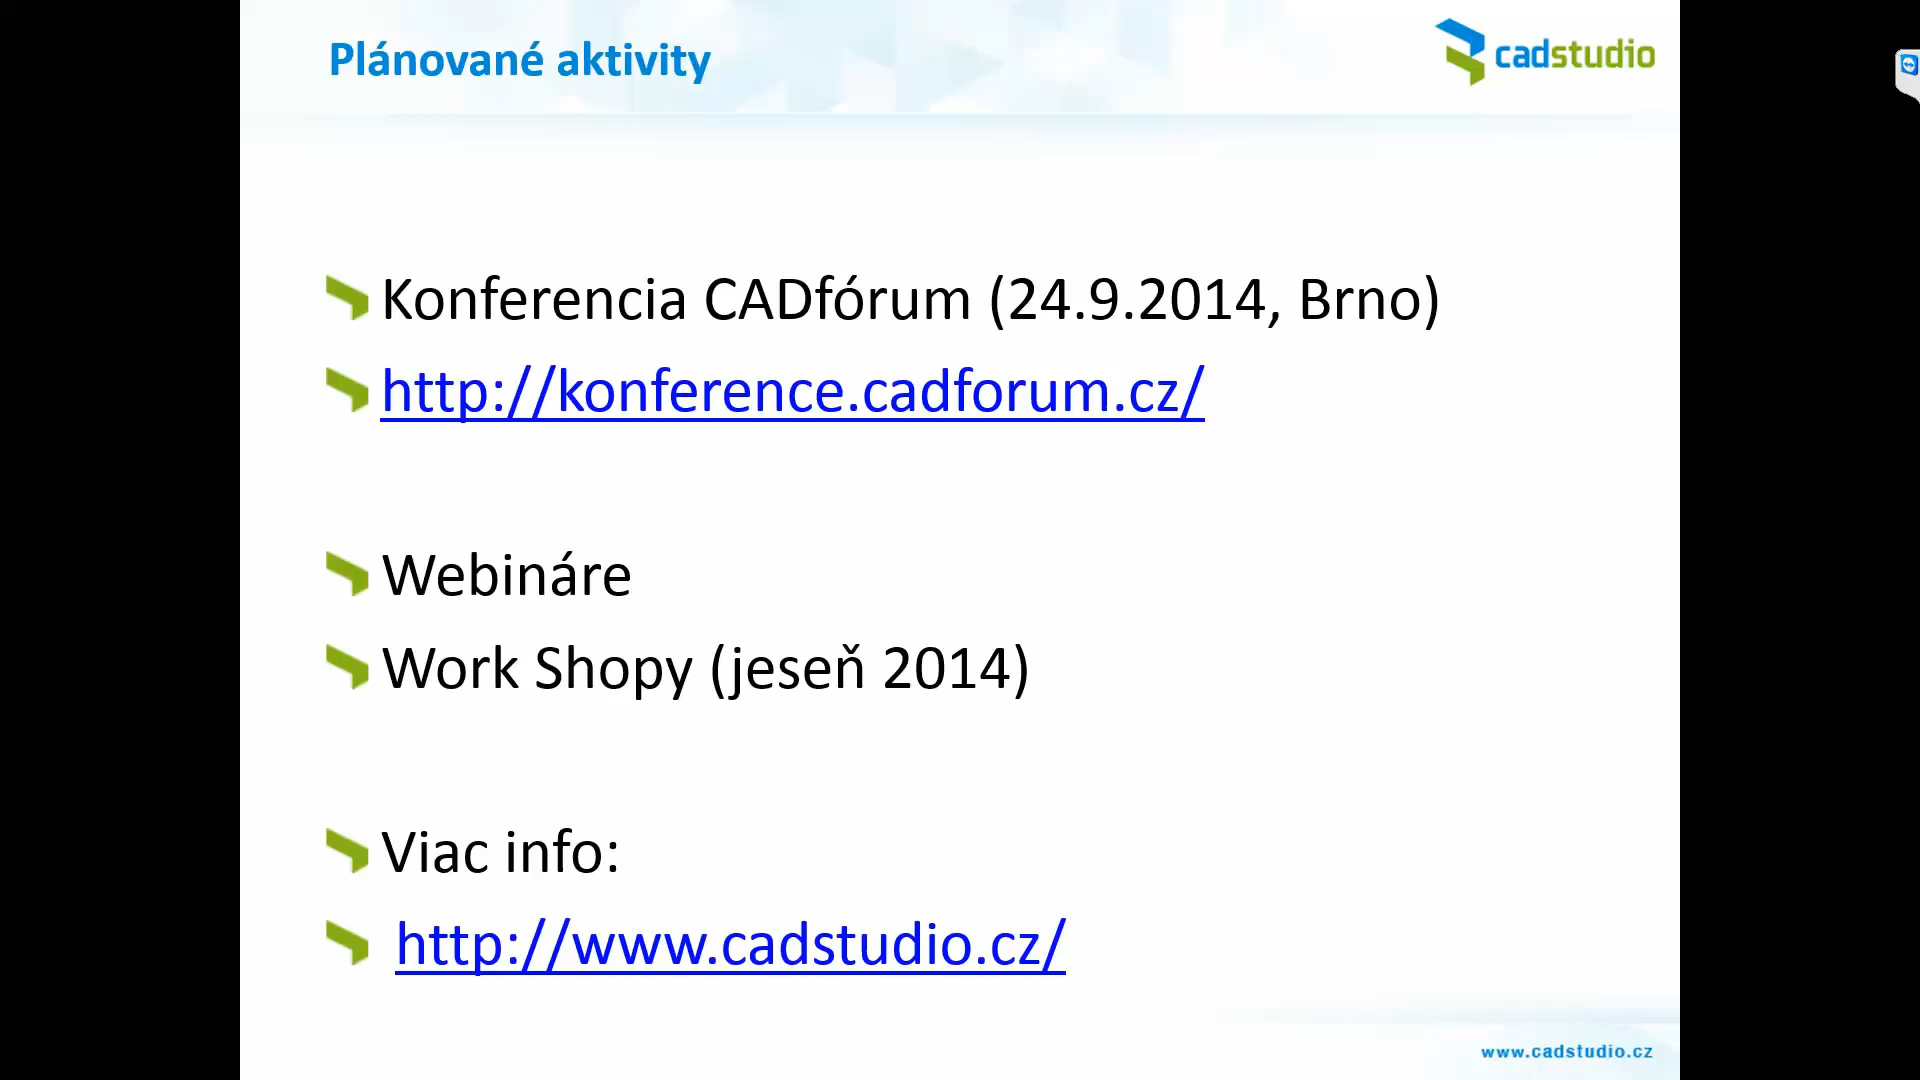 Plánované aktivity
cadstudio
Konferencia CADfórum (24.9.2014, Brno)
http://konference.cadforum.cz/
Webináre
Work Shopy (jeseň 2014)
Viac info:
http://www.cadstudio.cz/
www.cadstudio.cz